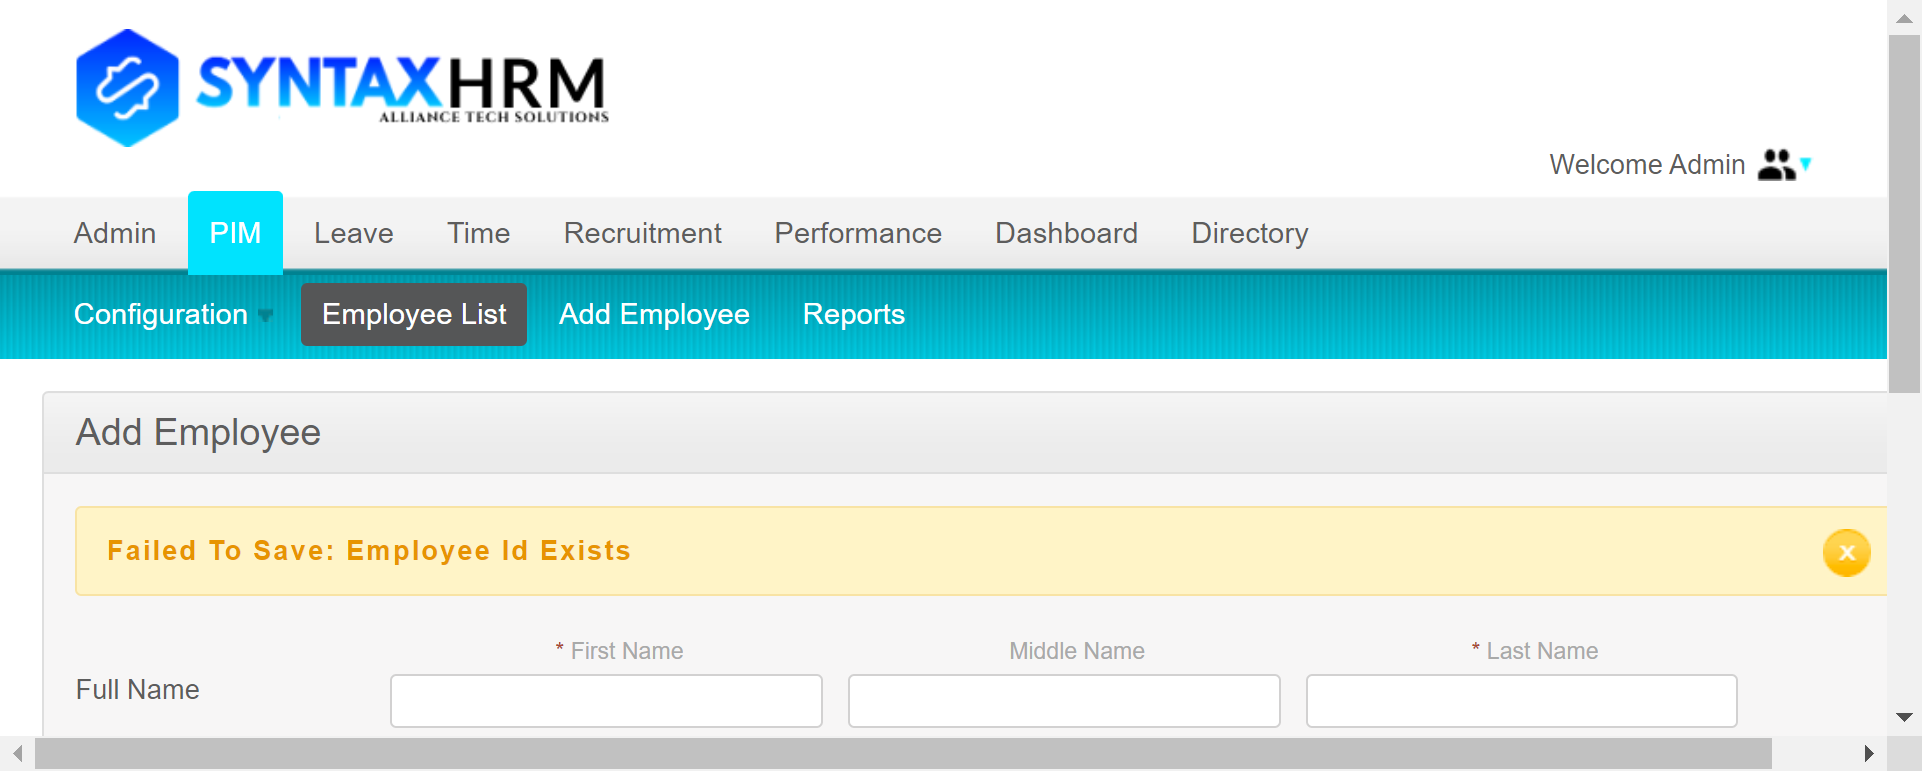 SYNTAXHRM
ALLIANCE TECH SOLUTIONS
Welcome Admin
Admin PIM Leave Time Recruitment Performance Dashboard Directory
Configuration Employee List Add Employee Reports
Add Employee
Failed To Save: Employee Id Exists
x
* First Name Middle Name * Last Name
Full Name